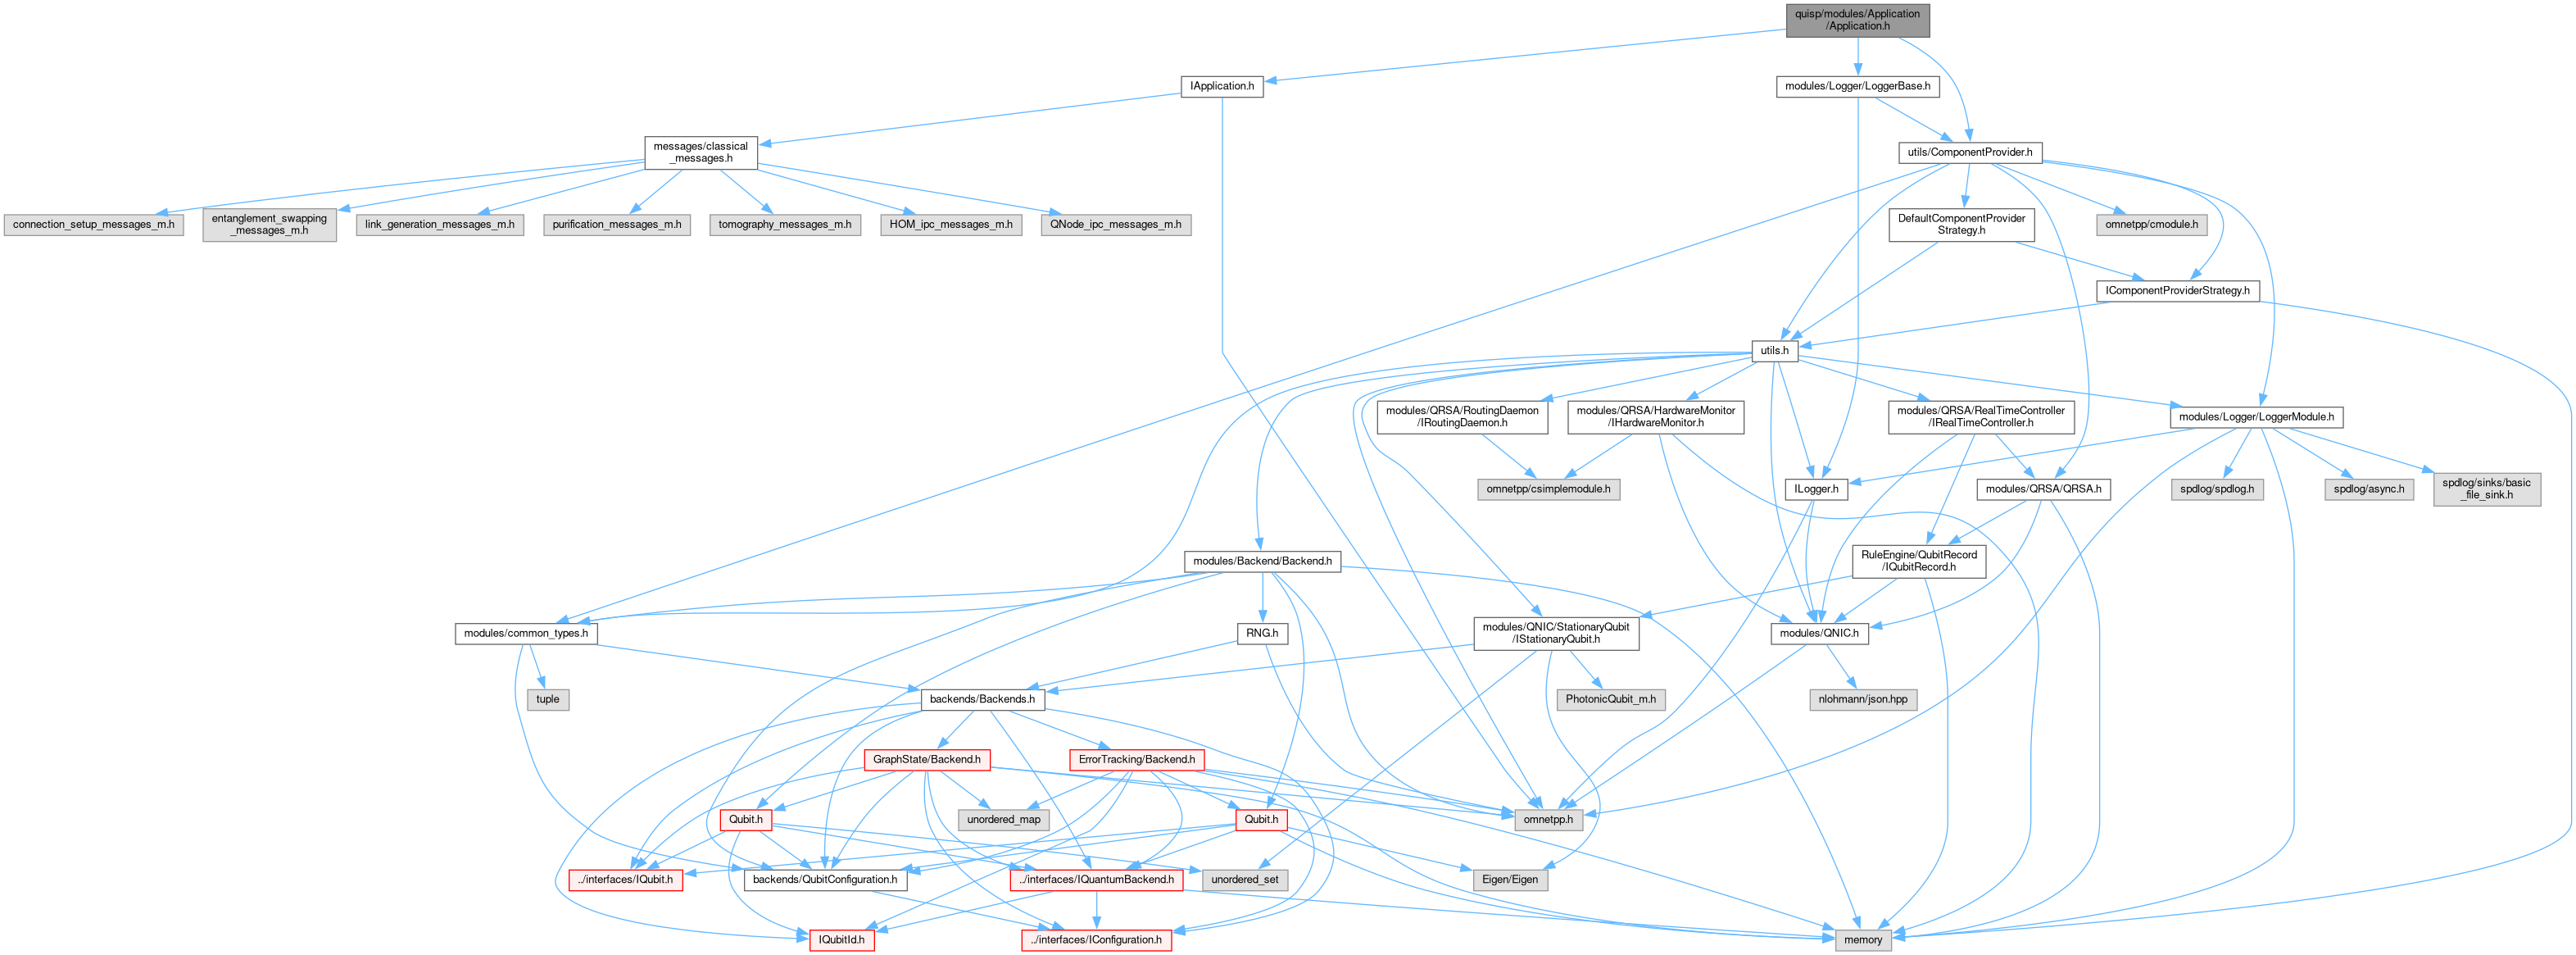 quisp/modules/Application
/Application.h
IApplication.h
modules/Logger/LoggerBase.h
messages/classical
_messages.h
utils/ComponentProvider.h
connection_setup_messages_m.h
entanglement_swapping
_messages_m.h
link_generation_messages_m.h
purification_messages_m.h
tomography_messages_m.h
HOM_ipc_messages_m.h
QNode_ipc_messages_m.h
DefaultComponentProvider
Strategy.h
omnetpp/cmodule.h
IComponentProviderStrategy.h
utils.h
modules/QRSA/RoutingDaemon
/IRoutingDaemon.h
modules/QRSA/HardwareMonitor
/IHardwareMonitor.h
modules/QRSA/RealTimeController
/IRealTimeController.h
modules/Logger/LoggerModule.h
omnetpp/csimplemodule.h
ILogger.h
modules/QRSA/QRSA.h
spdlog/spdlog.h
spdlog/async.h
spdlog/sinks/basic
_file_sink.h
modules/Backend/Backend.h
RuleEngine/QubitRecord
/IQubitRecord.h
modules/common_types.h
RNG.h
modules/QNIC/StationaryQubit
/IStationaryQubit.h
modules/QNIC.h
tuple
backends/Backends.h
PhotonicQubit_m.h
nlohmann/json.hpp
GraphState/Backend.h
ErrorTracking/Backend.h
Qubit.h
unordered_map
Qubit.h
omnetpp.h
../interfaces/IQubit.h
backends/QubitConfiguration.h
../interfaces/IQuantumBackend.h
unordered_set
Eigen/Eigen
IQubitId.h
../interfaces/IConfiguration.h
memory